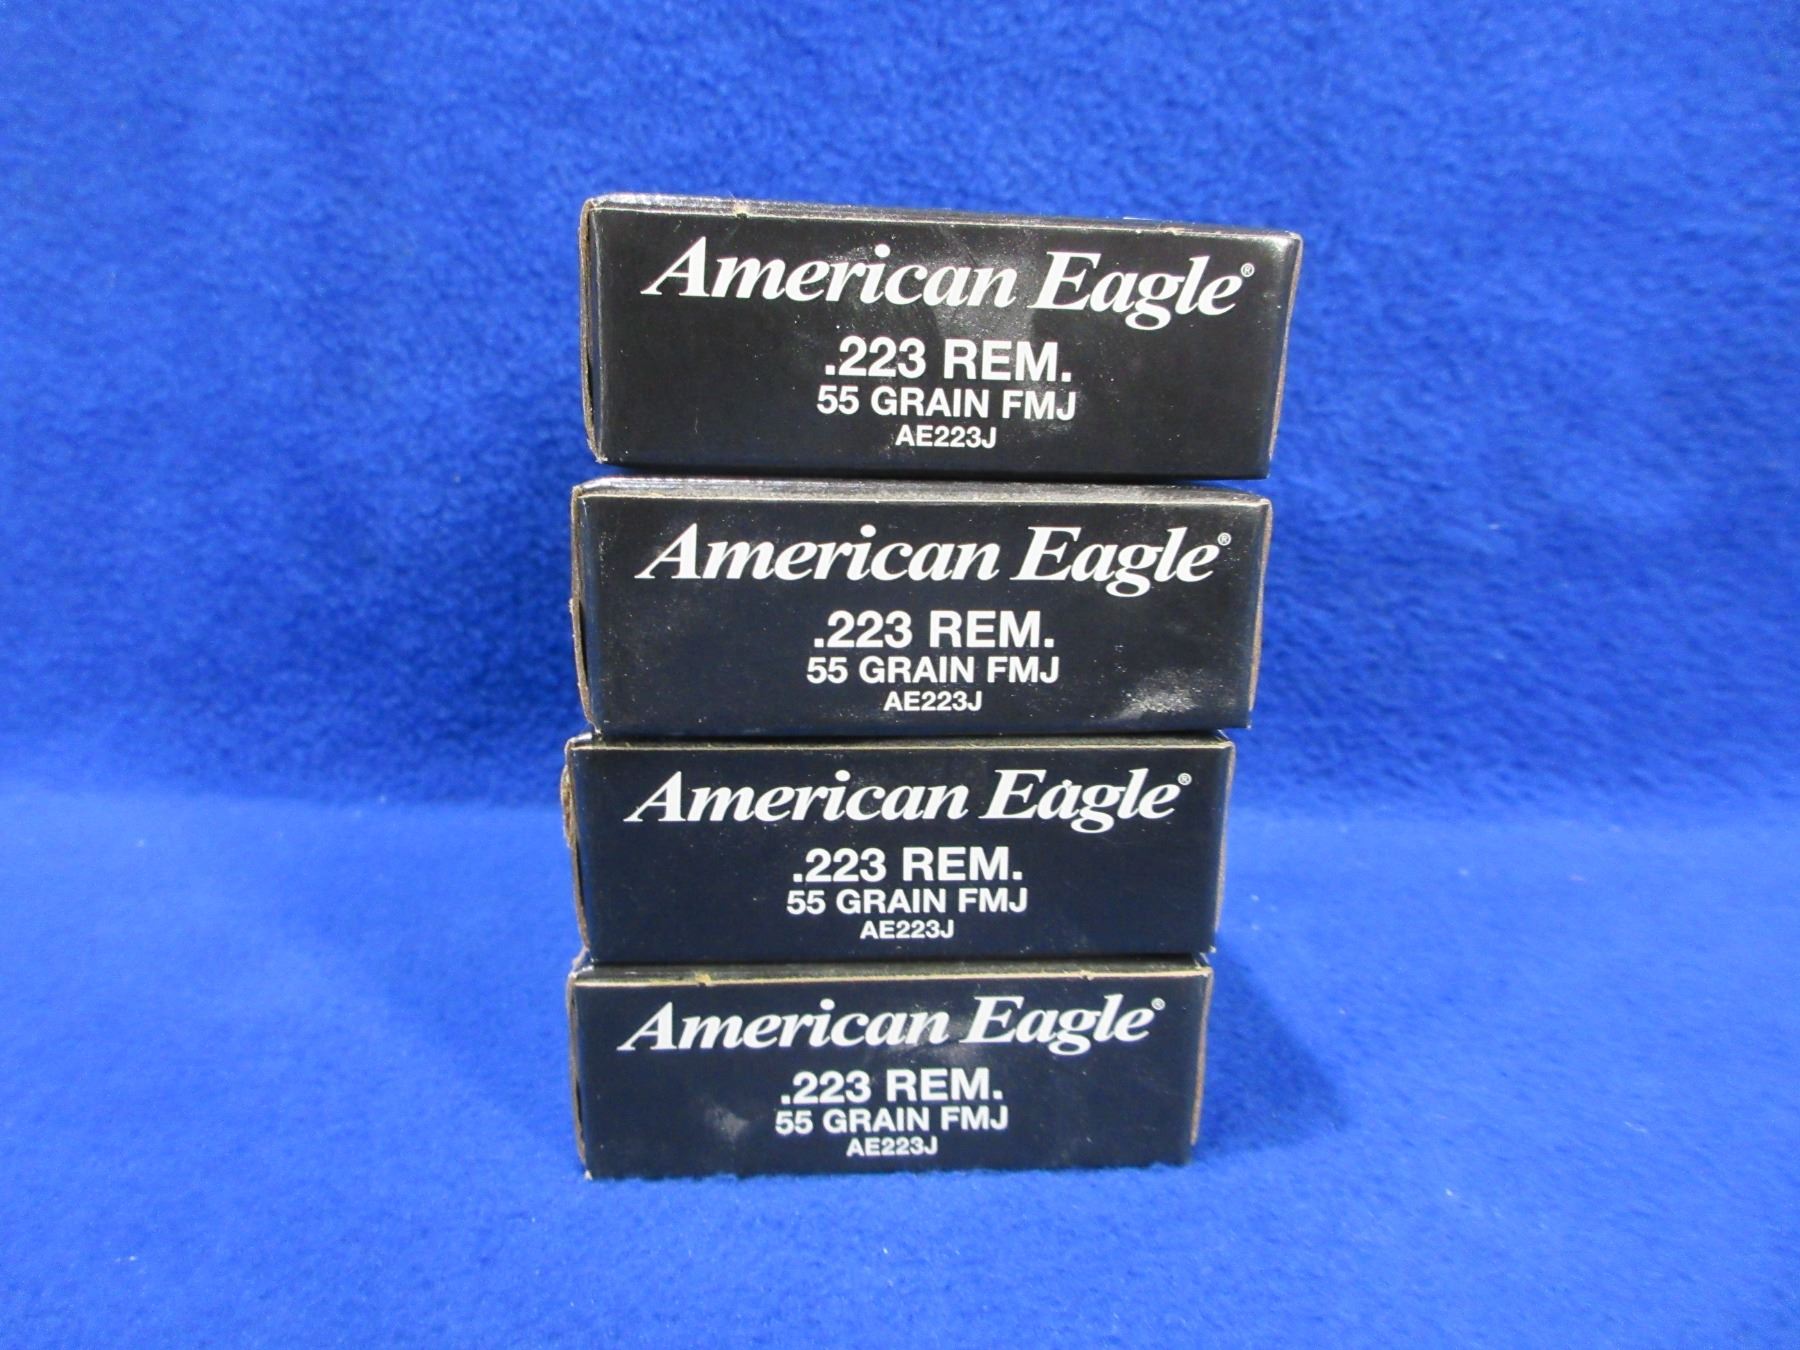 American Eagle®
.223 REM.
55 GRAIN FMJ
AE223J
American Eagle®
.223 REM.
55 GRAIN FMJ
AE223J
American Eagle®
.223 REM.
55 GRAIN FMJ
AE223J
American Eagle®
.223 REM.
55 GRAIN FMJ
AE223J